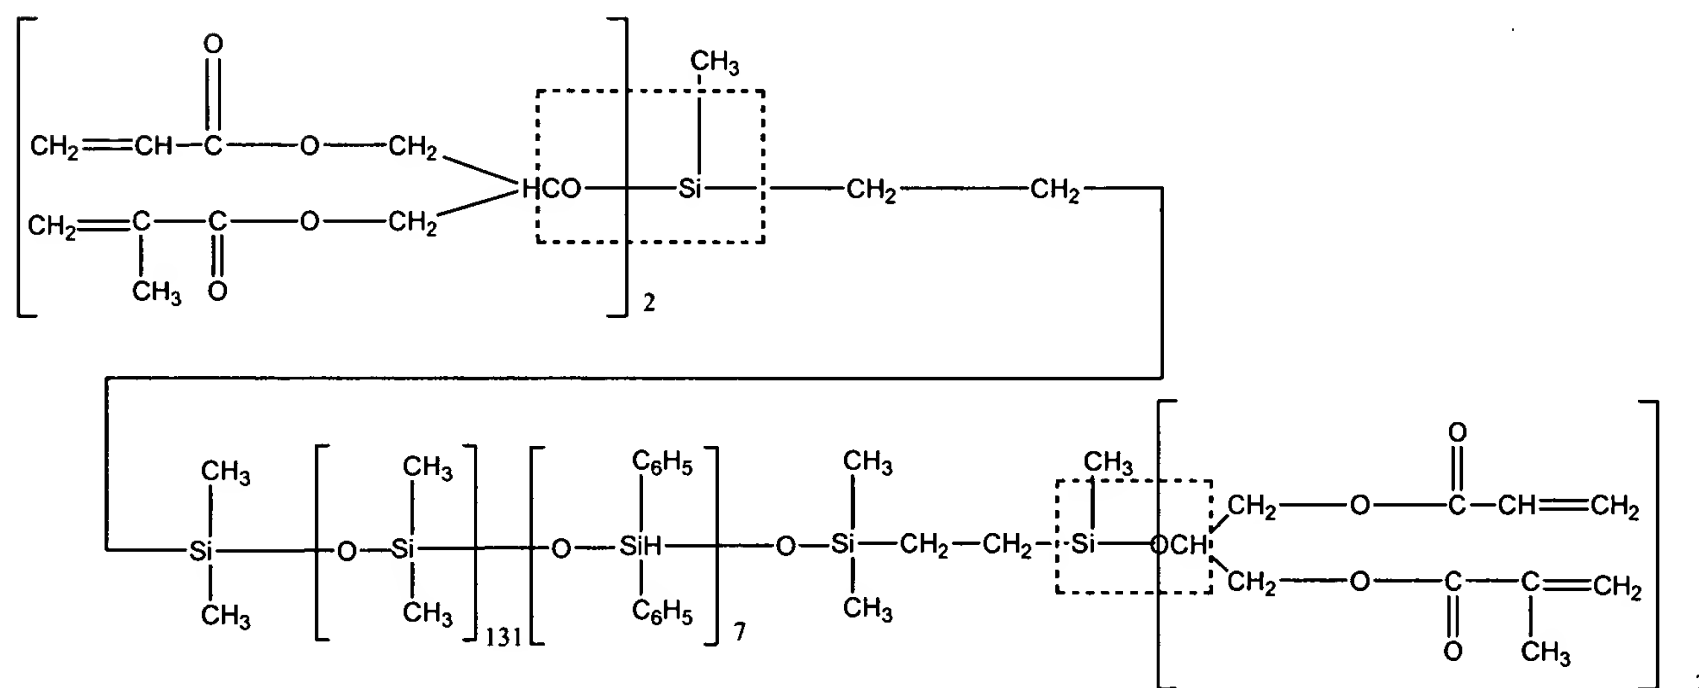 O CH3
CH2 CH C O CH2
HCO Si CH2 CH2
CH2 C C O CH2
CH3 O 2
O
CH3 CH3 C6H5 CH3 CH3
CH2 O C CH CH2
Si O Si O SiH O Si CH2 CH2 Si OCH
CH2 O C C CH2
CH3 CH3 C6H5 CH3
131 7
O CH3